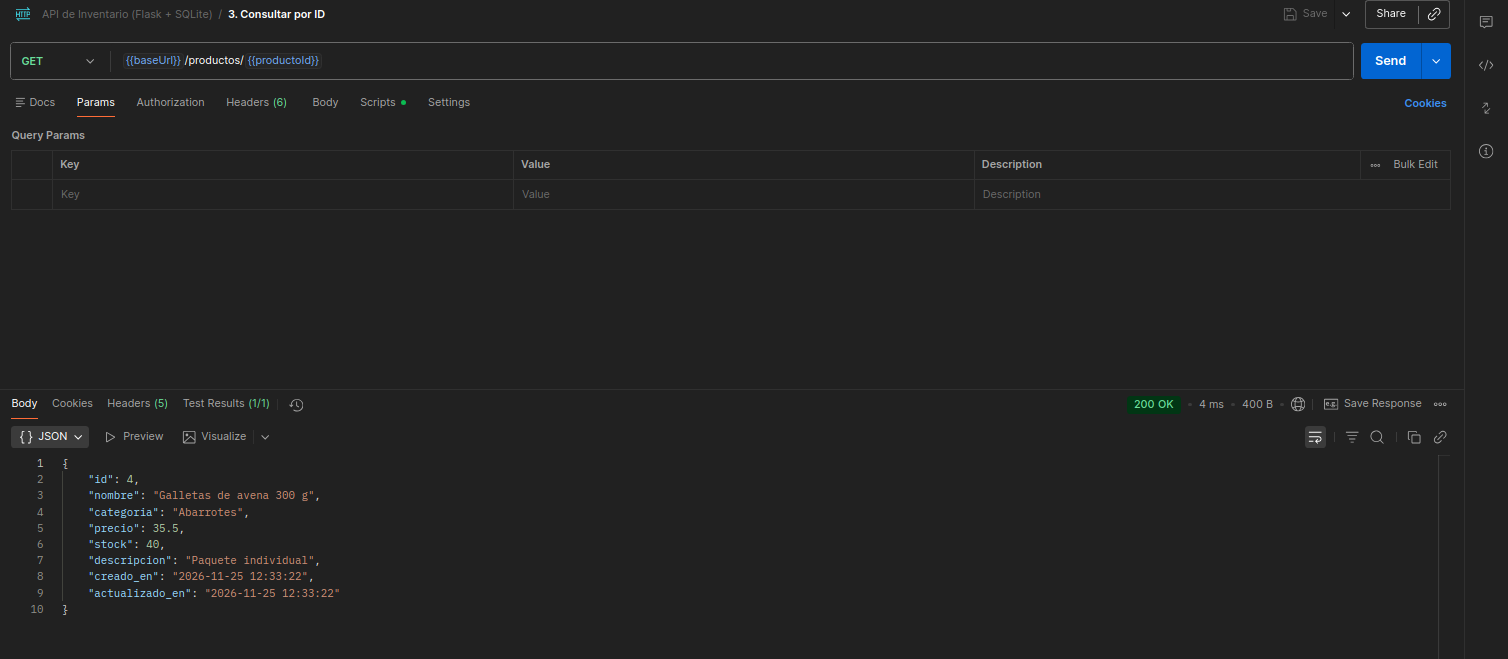 HTTP API de Inventario (Flask + SQLite) / 3. Consultar por ID Save Share
GET {{baseUrl}} /productos/ {{productoId}} Send
Docs Params Authorization Headers (6) Body Scripts Settings Cookies
Query Params
Key Value Description Bulk Edit
Key Value Description
Body Cookies Headers (5) Test Results (1/1) 200 OK 4 ms 400 B Save Response
{} JSON Preview Visualize
1 {
2 "id": 4,
3 "nombre": "Galletas de avena 300 g",
4 "categoria": "Abarrotes",
5 "precio": 35.5,
6 "stock": 40,
7 "descripcion": "Paquete individual",
8 "creado_en": "2026-11-25 12:33:22",
9 "actualizado_en": "2026-11-25 12:33:22"
10 }